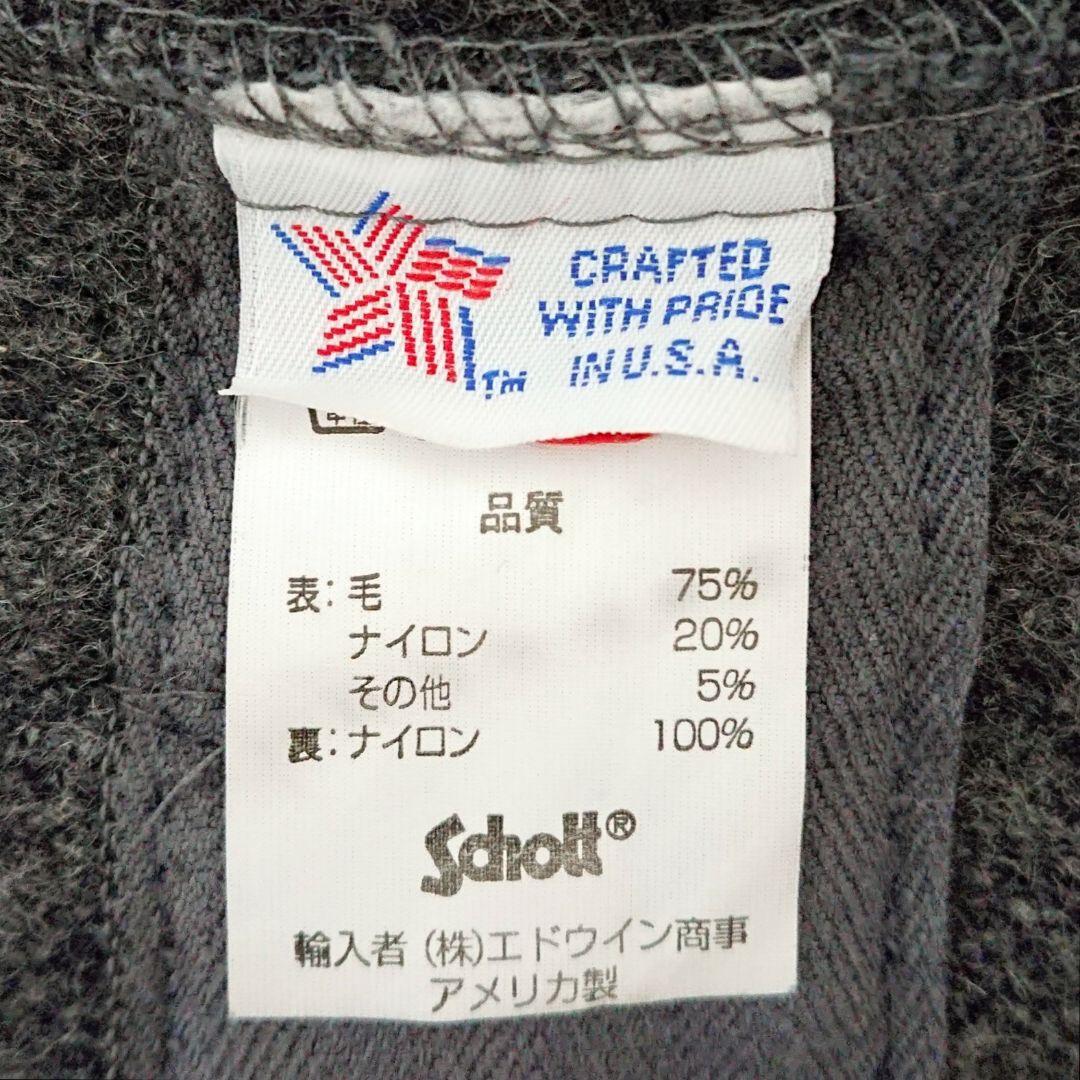 CRAFTED
WITH PRIDE
IN U.S.A.
TM
品質
表:毛 75%
ナイロン 20%
その他 5%
裏:ナイロン 100%
Schott®
輸入者 (株)エドウイン商事
アメリカ製